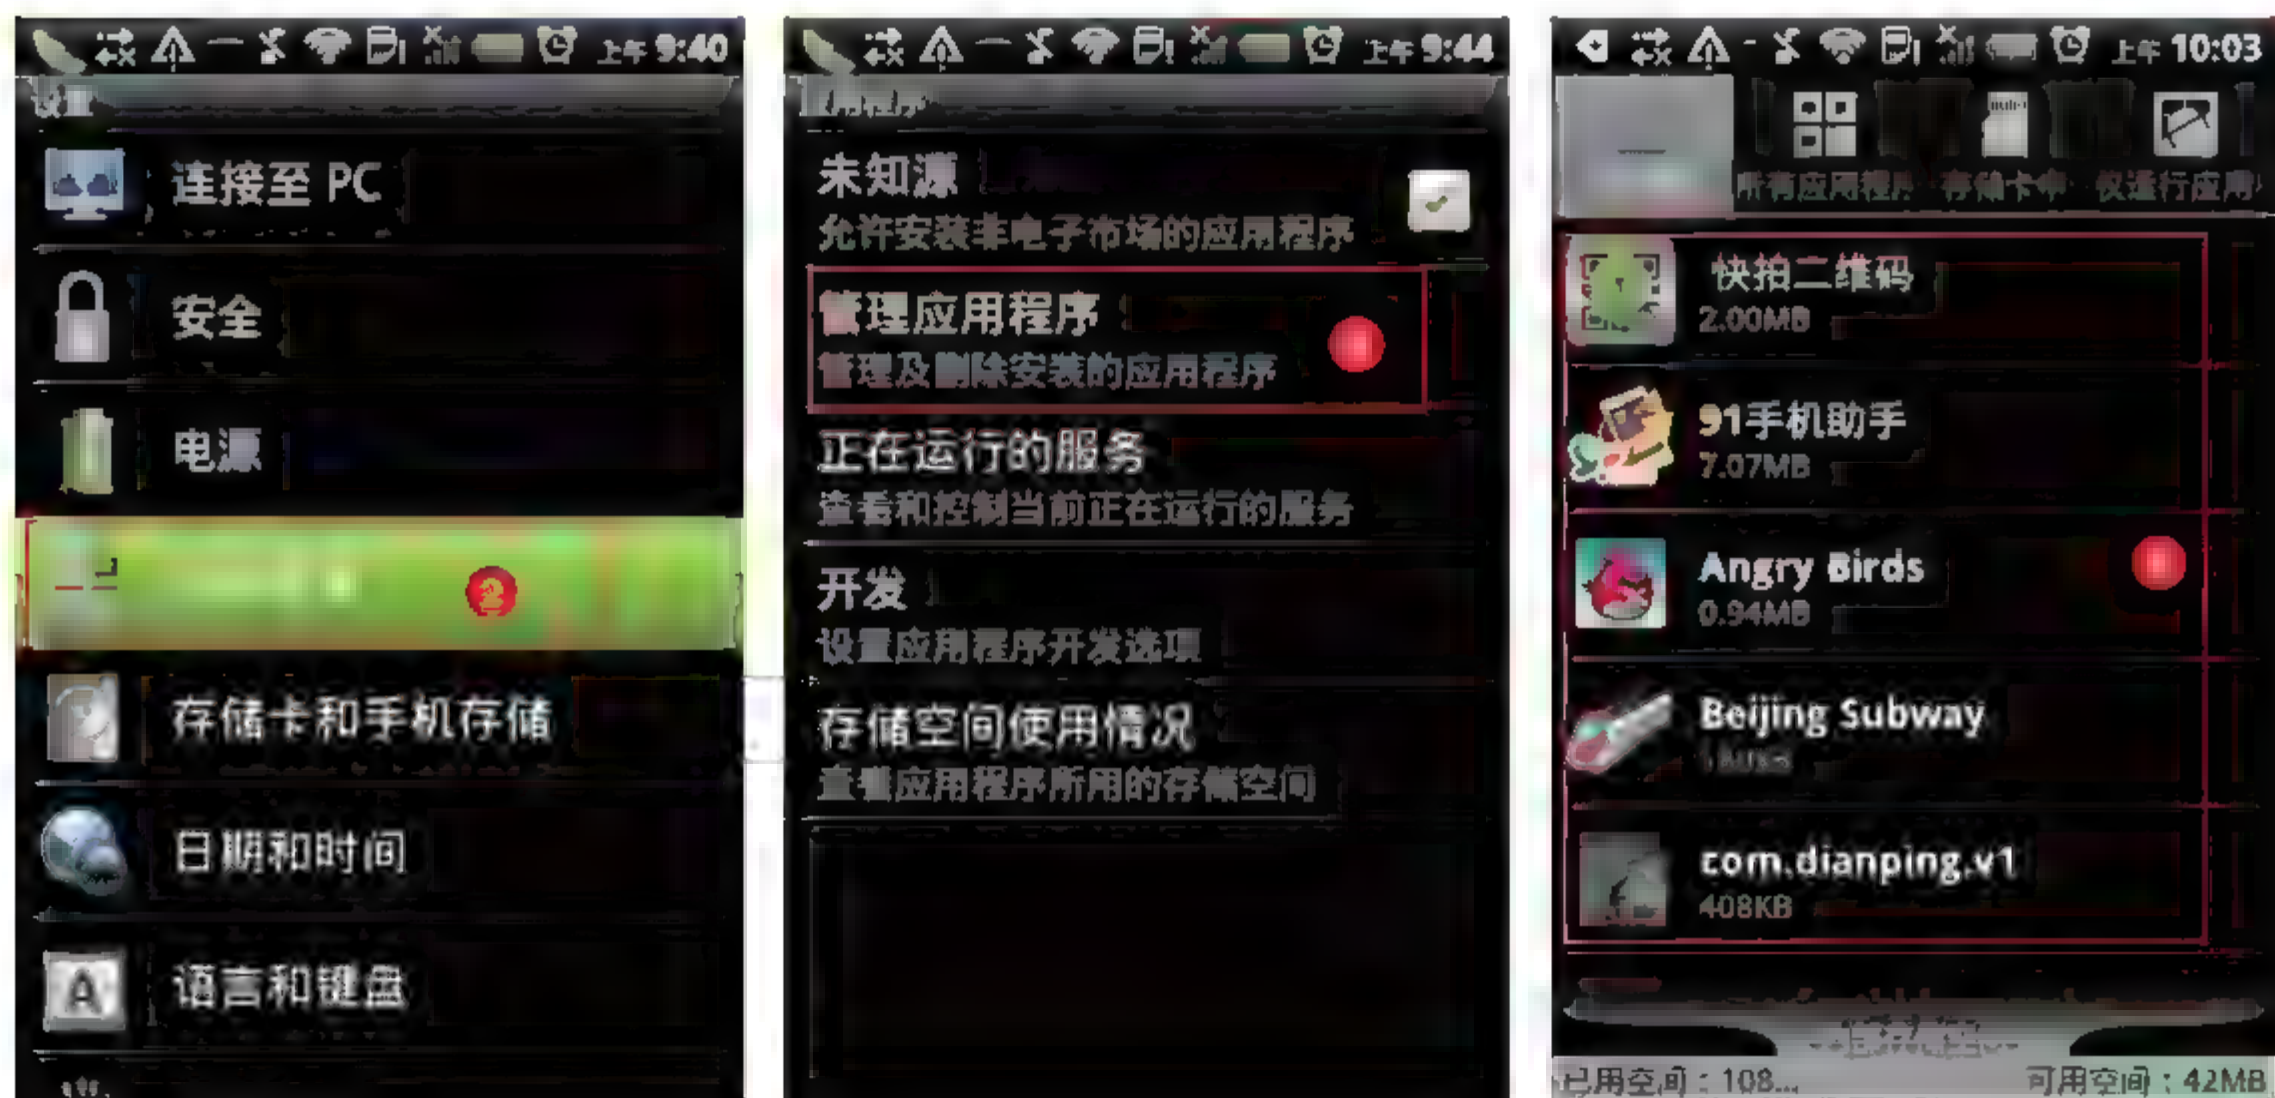 上午 9:40
设置
连接至 PC
安全
电源
2
存储卡和手机存储
日期和时间
语言和键盘
上午 9:44
未知源
允许安装非电子市场的应用程序
管理应用程序
管理及删除安装的应用程序
正在运行的服务
查看和控制当前正在运行的服务
开发
设置应用程序开发选项
存储空间使用情况
查看应用程序所用的存储空间
上午 10:03
所有应用程序 存储卡中 仅运行应用
快拍二维码
2.00MB
91手机助手
7.07MB
Angry Birds
0.94MB
Beijing Subway
com.dianping.v1
408KB
已用空间：108... 可用空间：42MB